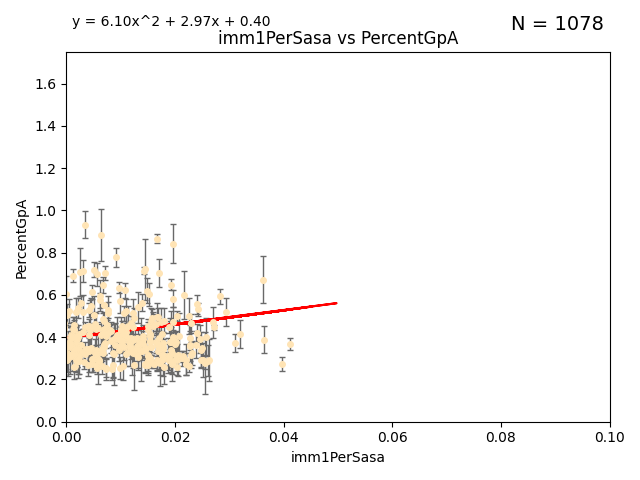 y = 6.10x^2 + 2.97x + 0.40
N = 1078
imm1PerSasa vs PercentGpA
PercentGpA
1.6
1.4
1.2
1.0
0.8
0.6
0.4
0.2
0.0
0.00 0.02 0.04 0.06 0.08 0.10
imm1PerSasa